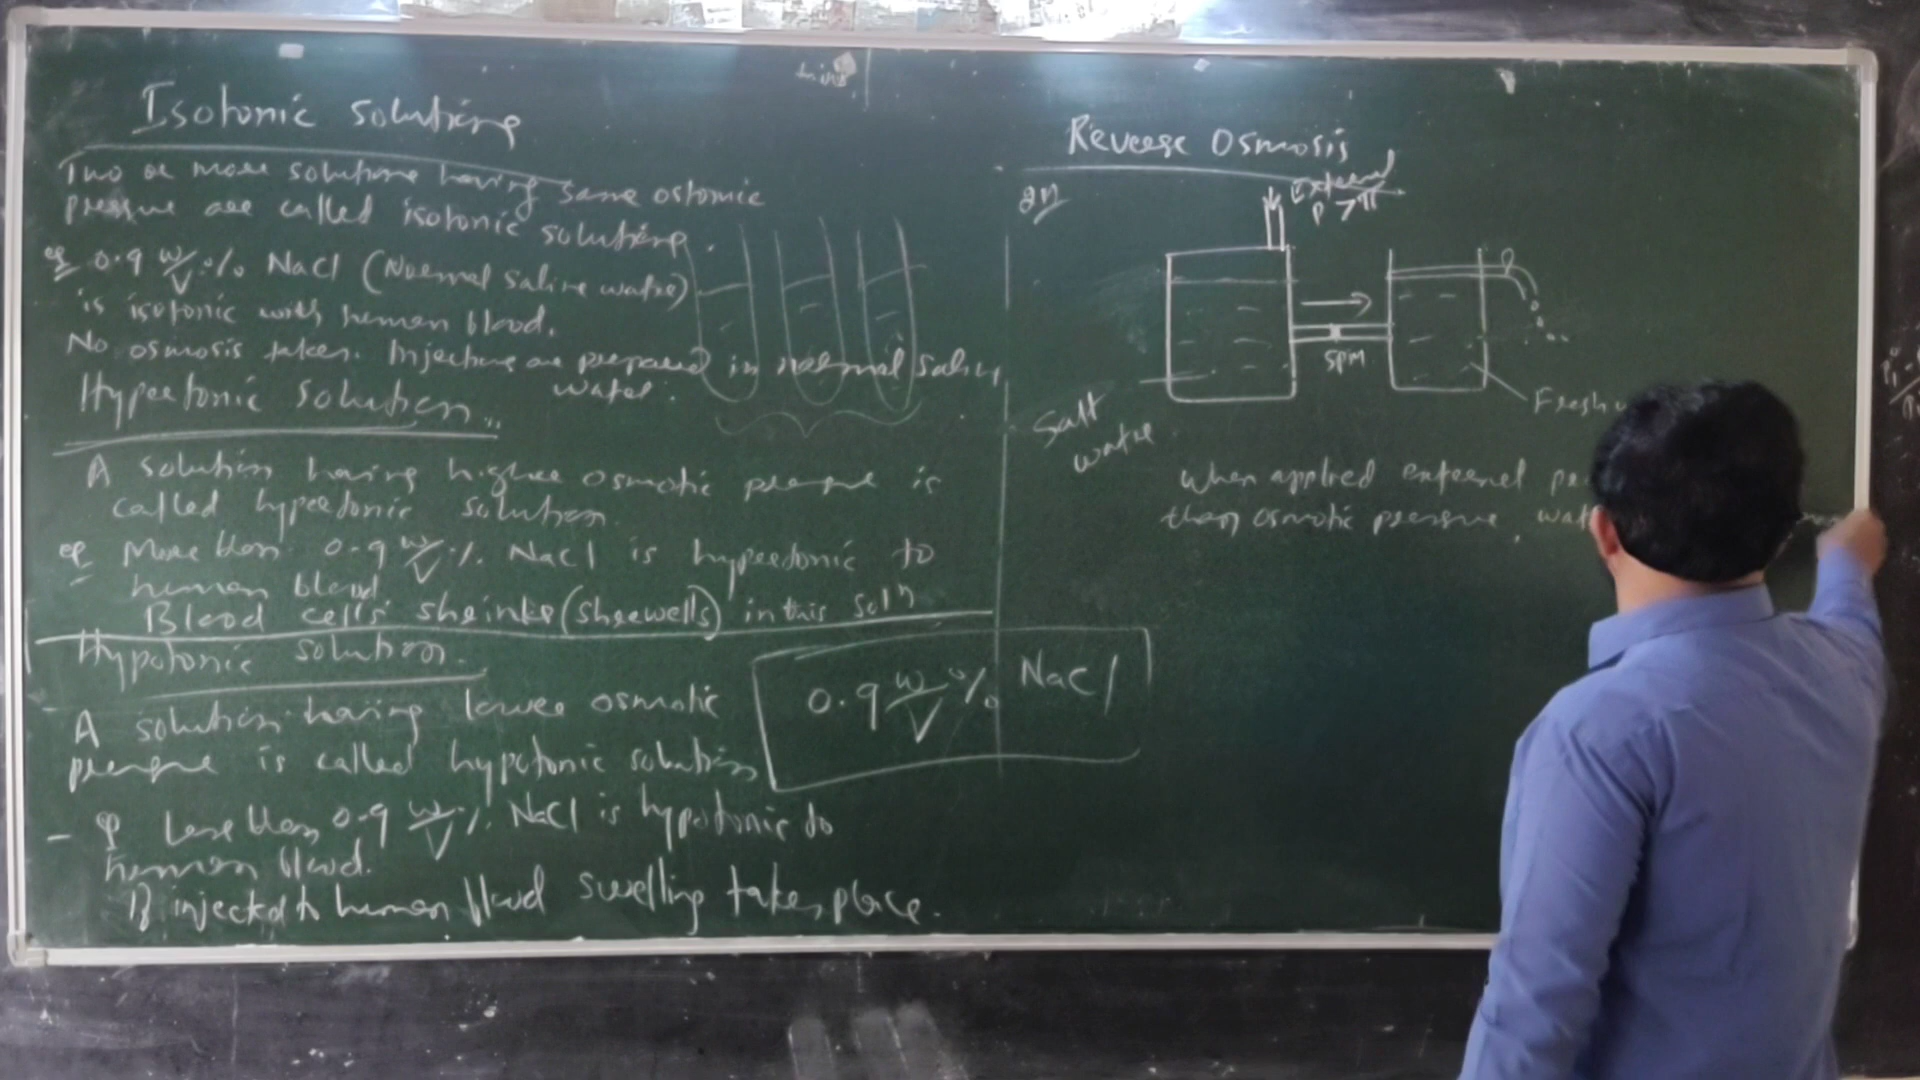 Isotonic solutions
Two or more solutions having same ostomic
pressure are called isotonic solutions.
eg 0.9 w/v % NaCl (Normal saline water)
is isotonic with human blood.
No osmosis takes. Injections are prepared in normal saline
water.
Hypertonic solution
A solution having higher osmotic pressure is
called hypertonic solution.
eg More than 0.9 w/v % NaCl is hypertonic to
human blood
Blood cells shrinks (shrewells) in this Solⁿ
Hypotonic solution.
A solution having lower osmotic
pressure is called hypotonic solution
Less than 0.9 w/v % NaCl is hypotonic to
human blood.
If injected to human blood swelling takes place.
0.9 w/v % NaCl
Reverse Osmosis
External
P > π
SPM
Fresh
Salt
water
When applied external
than osmotic pressure,